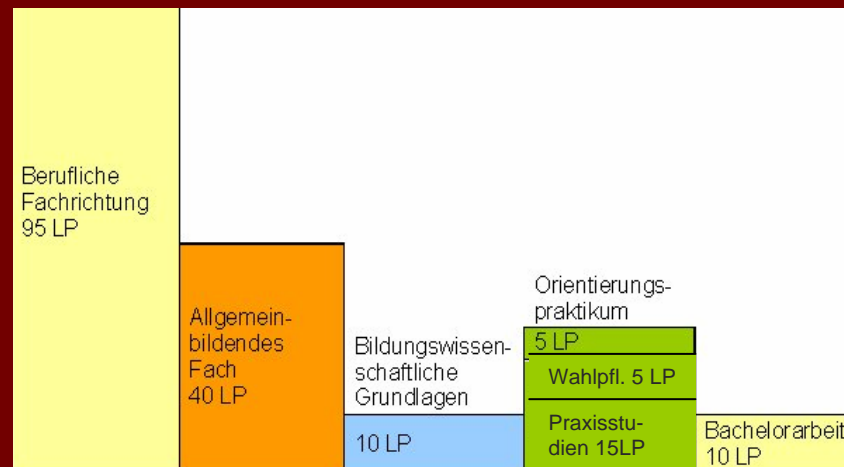 Berufliche
Fachrichtung
95 LP
Allgemein-
bildendes
Fach
40 LP
Bildungswissen-
schaftliche
Grundlagen
10 LP
Orientierungs-
praktikum
5 LP
Wahlpfl. 5 LP
Praxisstu-
dien 15LP
Bachelorarbeit
10 LP